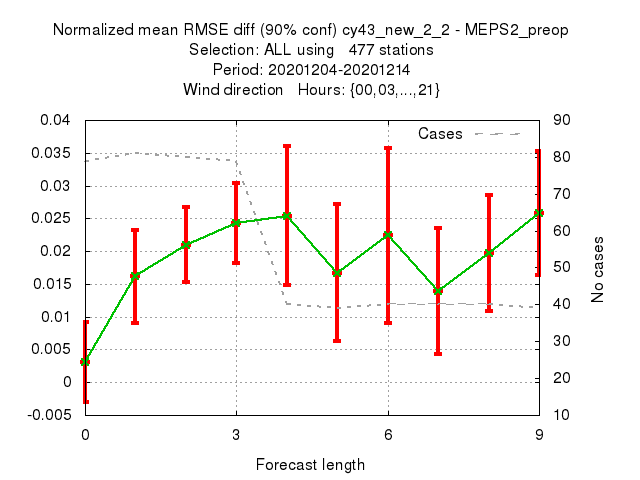 Normalized mean RMSE diff (90% conf) cy43_new_2_2 - MEPS2_preop
Selection: ALL using 477 stations
Period: 20201204-20201214
Wind direction Hours: {00,03,...,21}
Cases
0.04
0.035
0.03
0.025
0.02
0.015
0.01
0.005
0
-0.005
90
80
70
60
50
40
30
20
10
No cases
0 3 6 9
Forecast length